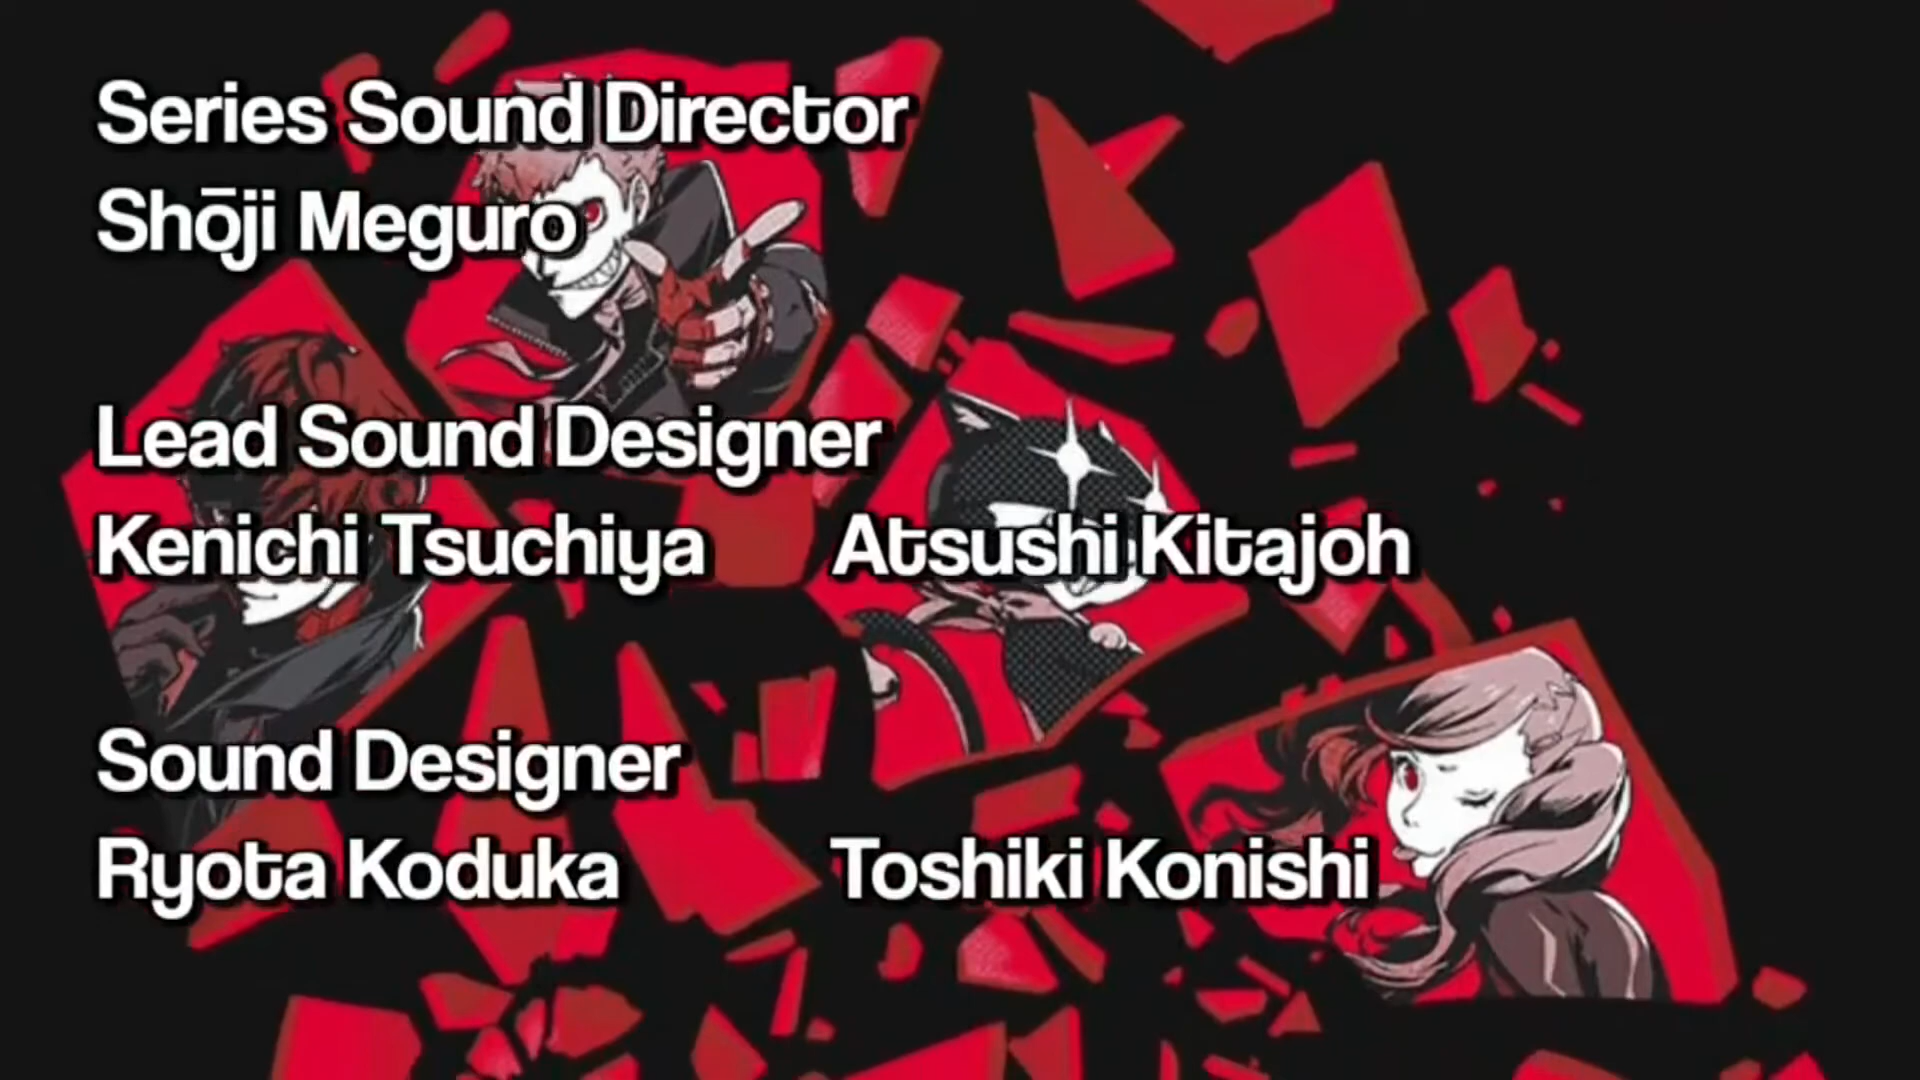 Series Sound Director
Shōji Meguro
Lead Sound Designer
Kenichi Tsuchiya Atsushi Kitajoh
Sound Designer
Ryota Koduka Toshiki Konishi